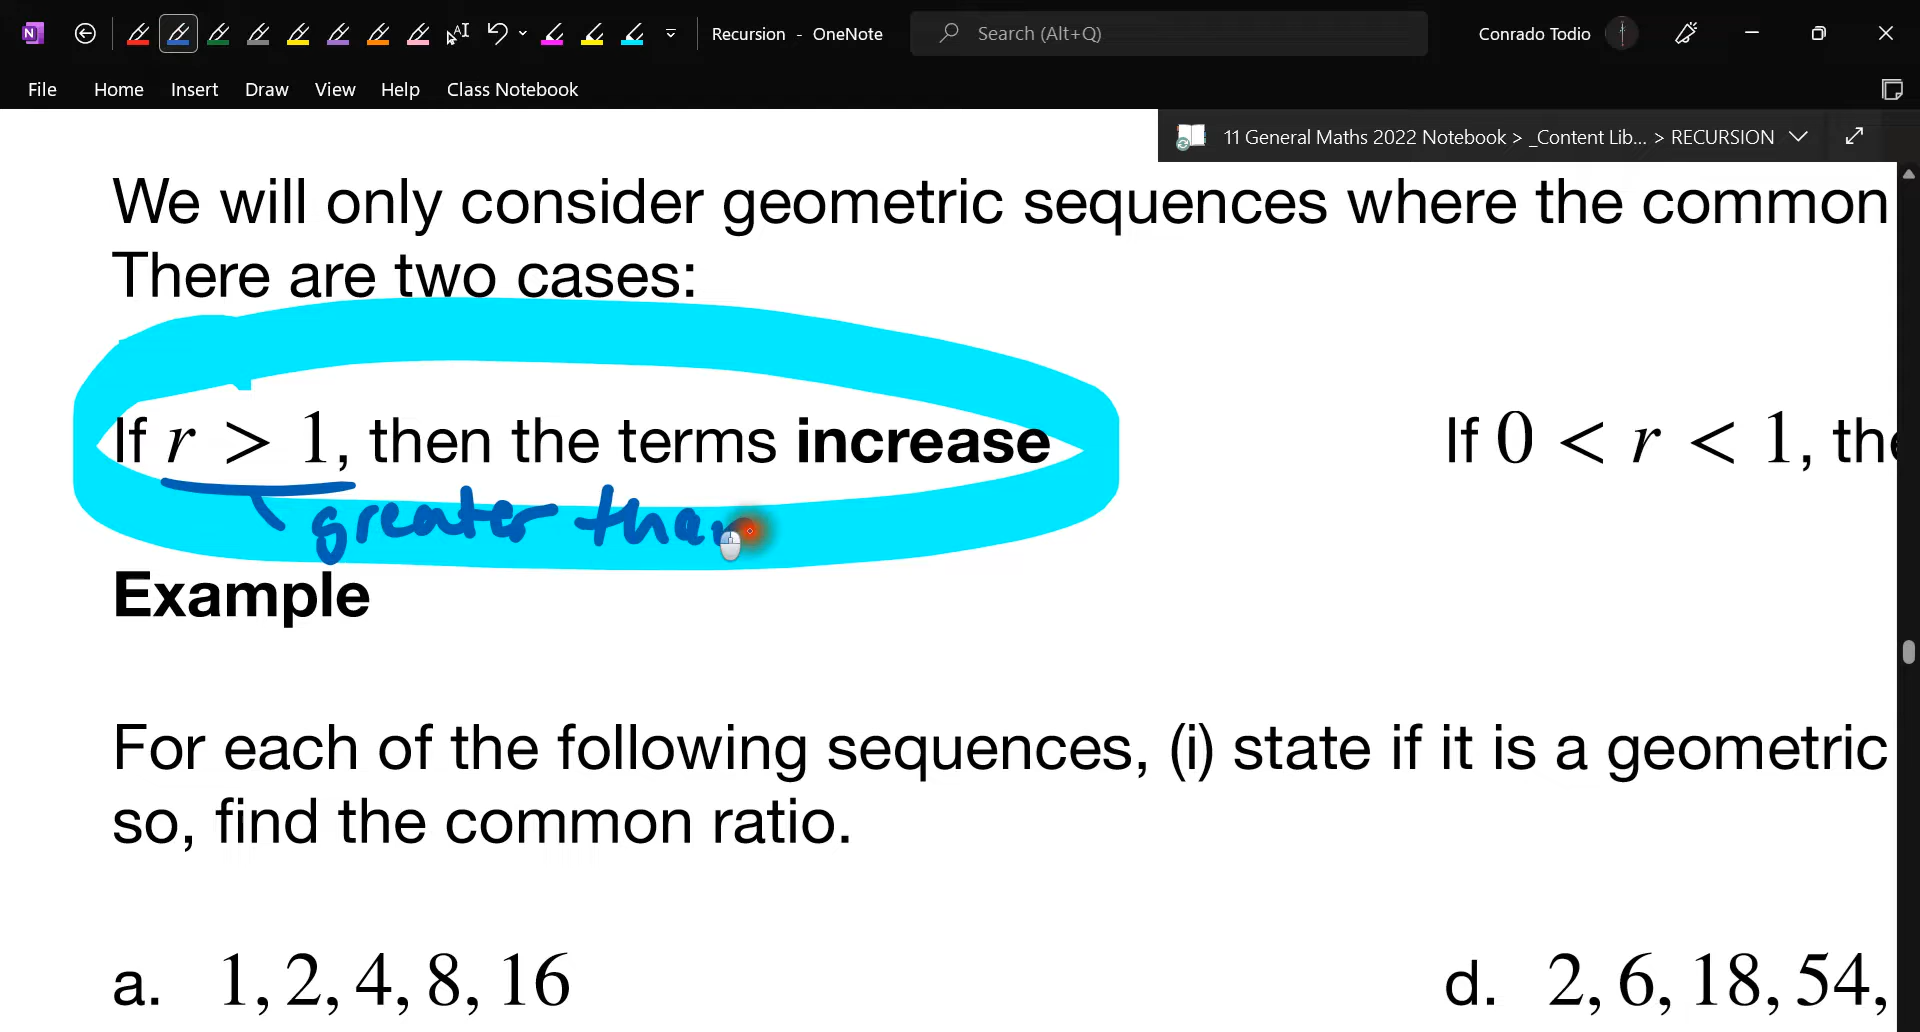 Recursion - OneNote
Search (Alt+Q)
Conrado Todio
File Home Insert Draw View Help Class Notebook
11 General Maths 2022 Notebook > _Content Lib... > RECURSION
We will only consider geometric sequences where the common
There are two cases:
If r > 1, then the terms increase
If 0 < r < 1, the
greater than
Example
For each of the following sequences, (i) state if it is a geometric
so, find the common ratio.
a. 1, 2, 4, 8, 16
d. 2, 6, 18, 54,